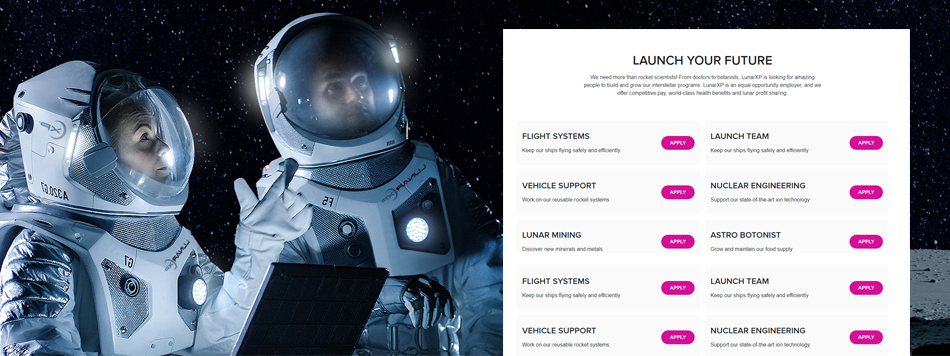 LAUNCH YOUR FUTURE
We need more than rocket scientists! From doctors to botanists, LunarXP is looking for amazing
people to build and grow our interstellar programs. LunarXP is an equal opportunity employer, and we
offer competitive pay, world-class health benefits and lunar profit sharing.
FLIGHT SYSTEMS
Keep our ships flying safely and efficiently
APPLY
LAUNCH TEAM
Keep our ships flying safely and efficiently
APPLY
VEHICLE SUPPORT
Work on our reusable rocket systems
APPLY
NUCLEAR ENGINEERING
Support our state-of-the-art ion technology
APPLY
LUNAR MINING
Discover new minerals and metals
APPLY
ASTRO BOTONIST
Grow and maintain our food supply
APPLY
FLIGHT SYSTEMS
Keep our ships flying safely and efficiently
APPLY
LAUNCH TEAM
Keep our ships flying safely and efficiently
APPLY
VEHICLE SUPPORT
Work on our reusable rocket systems
APPLY
NUCLEAR ENGINEERING
Support our state-of-the-art ion technology
APPLY